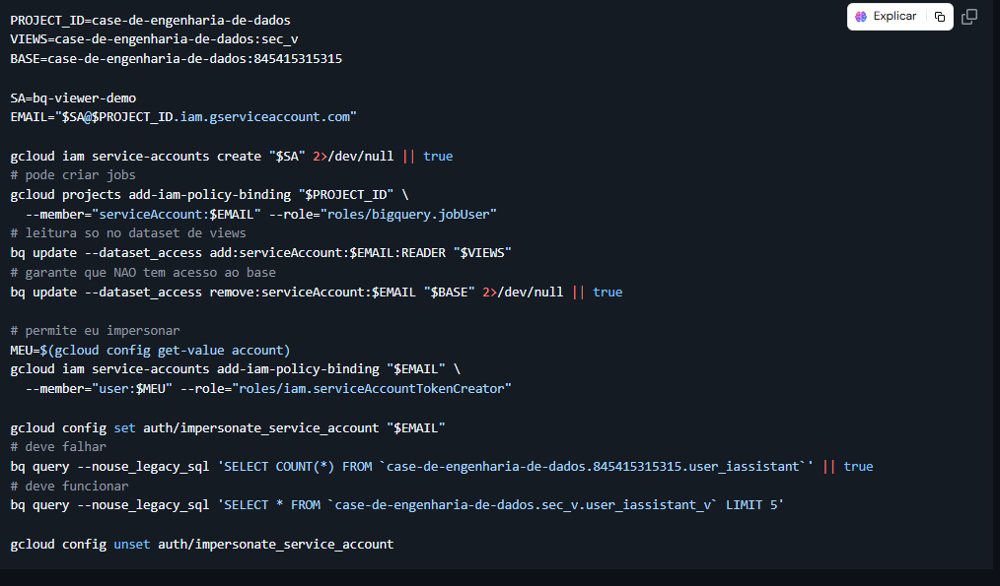 PROJECT_ID=case-de-engenharia-de-dados
Explicar
VIEWS=case-de-engenharia-de-dados:sec_v
BASE=case-de-engenharia-de-dados:845415315315
SA=bq-viewer-demo
EMAIL="$SA@$PROJECT_ID.iam.gserviceaccount.com"
gcloud iam service-accounts create "$SA" 2>/dev/null || true
# pode criar jobs
gcloud projects add-iam-policy-binding "$PROJECT_ID" \
--member="serviceAccount:$EMAIL" --role="roles/bigquery.jobUser"
# leitura so no dataset de views
bq update --dataset_access add:serviceAccount:$EMAIL:READER "$VIEWS"
# garante que NAO tem acesso ao base
bq update --dataset_access remove:serviceAccount:$EMAIL "$BASE" 2>/dev/null || true
# permite eu impersonar
MEU=$(gcloud config get-value account)
gcloud iam service-accounts add-iam-policy-binding "$EMAIL" \
--member="user:$MEU" --role="roles/iam.serviceAccountTokenCreator"
gcloud config set auth/impersonate_service_account "$EMAIL"
# deve falhar
bq query --nouse_legacy_sql 'SELECT COUNT(*) FROM `case-de-engenharia-de-dados.845415315315.user_iassistant`' || true
# deve funcionar
bq query --nouse_legacy_sql 'SELECT * FROM `case-de-engenharia-de-dados.sec_v.user_iassistant_v` LIMIT 5'
gcloud config unset auth/impersonate_service_account